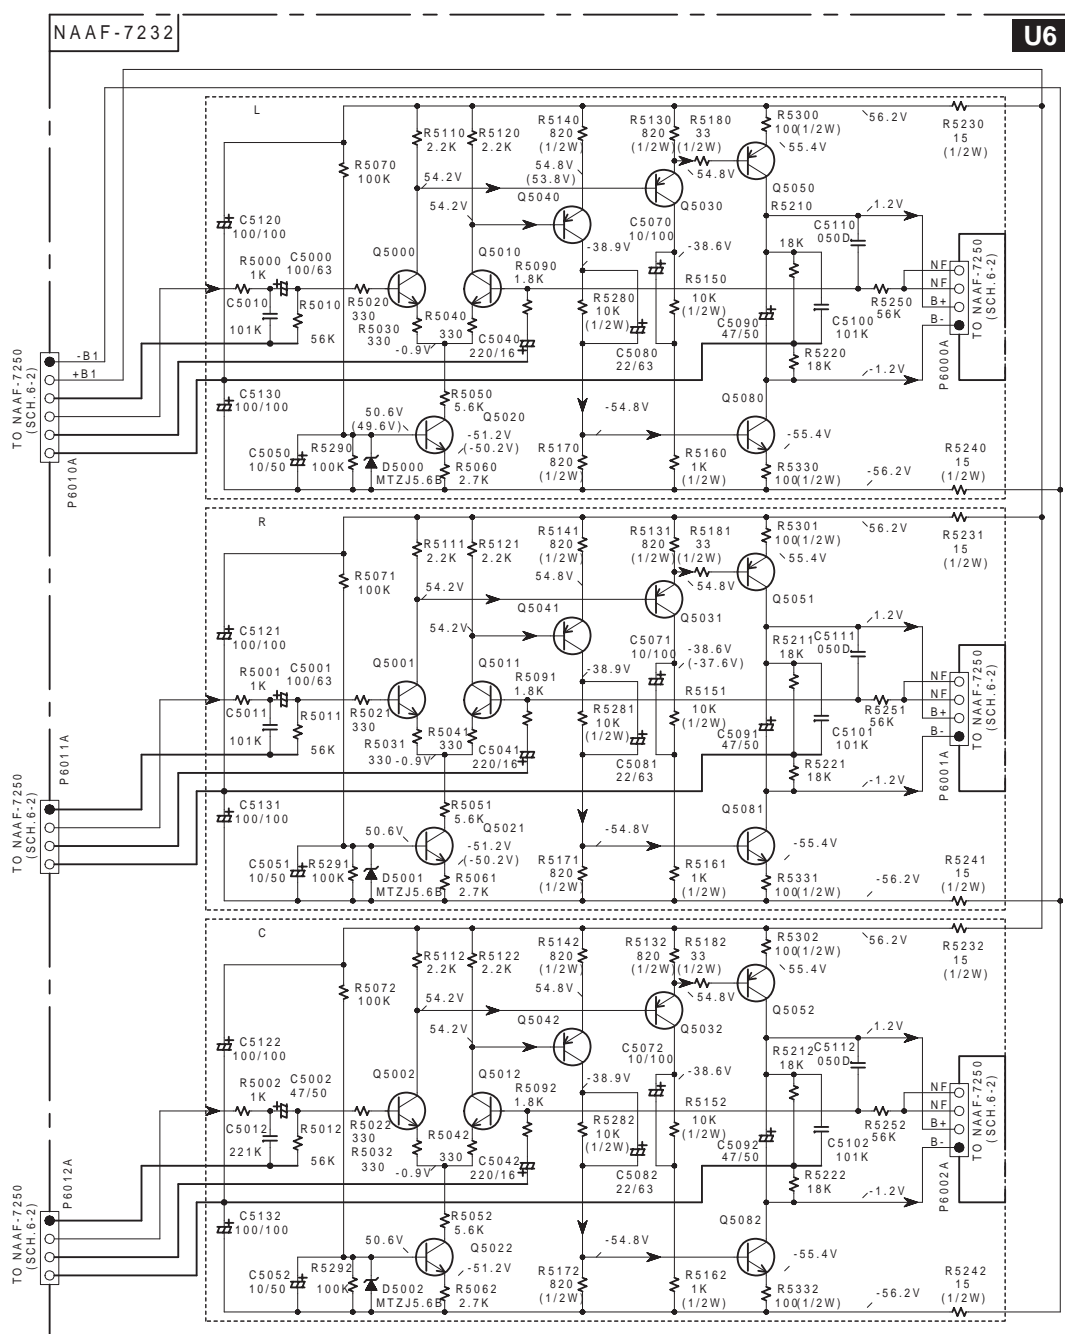 NAAF-7232
U6
L
R5140
820
(1/2W)
R5130
820
(1/2W)
R5180
33
(1/2W)
R5300
100(1/2W)
56.2V
R5230
15
(1/2W)
R5110
2.2K
R5120
2.2K
55.4V
R5070
100K
54.2V
54.8V
(53.8V)
Q5040
54.8V
Q5030
Q5050
R5210
18K
54.2V
C5070
10/100
1.2V
C5110
050D
C5120
100/100
-38.9V
-38.6V
R5000
1K
C5000
100/63
Q5000
Q5010
R5090
1.8K
NF
NF
B+
B-
C5010
101K
R5010
56K
R5020
330
R5030
330
R5040
330
-0.9V
C5040
220/16
R5280
10K
(1/2W)
R5150
10K
(1/2W)
C5080
22/63
C5090
47/50
C5100
101K
R5250
56K
R5220
18K
P6000A
TO NAAF-7250
(SCH.6-2)
-B1
+B1
TO NAAF-7250
(SCH.6-2)
P6010A
C5130
100/100
R5050
5.6K
-1.2V
50.6V
(49.6V)
Q5020
-54.8V
Q5080
C5050
10/50
R5290
100K
D5000
MTZJ5.6B
-51.2V
(-50.2V)
R5060
2.7K
R5170
820
(1/2W)
R5160
1K
(1/2W)
-55.4V
R5330
100(1/2W)
-56.2V
R5240
15
(1/2W)
R
R5141
820
(1/2W)
R5131
820
(1/2W)
R5181
33
(1/2W)
R5301
100(1/2W)
56.2V
R5231
15
(1/2W)
R5111
2.2K
R5121
2.2K
55.4V
R5071
100K
54.2V
54.8V
Q5041
54.8V
Q5031
Q5051
54.2V
C5071
10/100
R5211
18K
1.2V
C5111
050D
C5121
100/100
-38.9V
-38.6V
(-37.6V)
R5001
1K
C5001
100/63
Q5001
Q5011
R5091
1.8K
NF
NF
B+
B-
C5011
101K
R5011
56K
R5021
330
R5031
330
R5041
330
-0.9V
C5041
220/16
R5281
10K
(1/2W)
R5151
10K
(1/2W)
C5081
22/63
C5091
47/50
C5101
101K
R5251
56K
R5221
18K
P6001A
TO NAAF-7250
(SCH.6-2)
P6011A
TO NAAF-7250
(SCH.6-2)
C5131
100/100
R5051
5.6K
-1.2V
50.6V
Q5021
-54.8V
Q5081
C5051
10/50
R5291
100K
D5001
MTZJ5.6B
-51.2V
(-50.2V)
R5061
2.7K
R5171
820
(1/2W)
R5161
1K
(1/2W)
-55.4V
R5331
100(1/2W)
-56.2V
R5241
15
(1/2W)
C
R5142
820
(1/2W)
R5132
820
(1/2W)
R5182
33
(1/2W)
R5302
100(1/2W)
56.2V
R5232
15
(1/2W)
R5112
2.2K
R5122
2.2K
55.4V
R5072
100K
54.2V
54.8V
Q5042
54.8V
Q5032
Q5052
54.2V
C5072
10/100
R5212
18K
1.2V
C5112
050D
C5122
100/100
-38.9V
-38.6V
R5002
1K
C5002
47/50
Q5002
Q5012
R5092
1.8K
NF
NF
B+
B-
C5012
221K
R5012
56K
R5022
330
R5032
330
R5042
330
-0.9V
C5042
220/16
R5282
10K
(1/2W)
R5152
10K
(1/2W)
C5082
22/63
C5092
47/50
C5102
101K
R5252
56K
R5222
18K
P6002A
TO NAAF-7250
(SCH.6-2)
P6012A
TO NAAF-7250
(SCH.6-2)
C5132
100/100
R5052
5.6K
-1.2V
50.6V
Q5022
-54.8V
Q5082
C5052
10/50
R5292
100K
D5002
MTZJ5.6B
-51.2V
R5062
2.7K
R5172
820
(1/2W)
R5162
1K
(1/2W)
-55.4V
R5332
100(1/2W)
-56.2V
R5242
15
(1/2W)